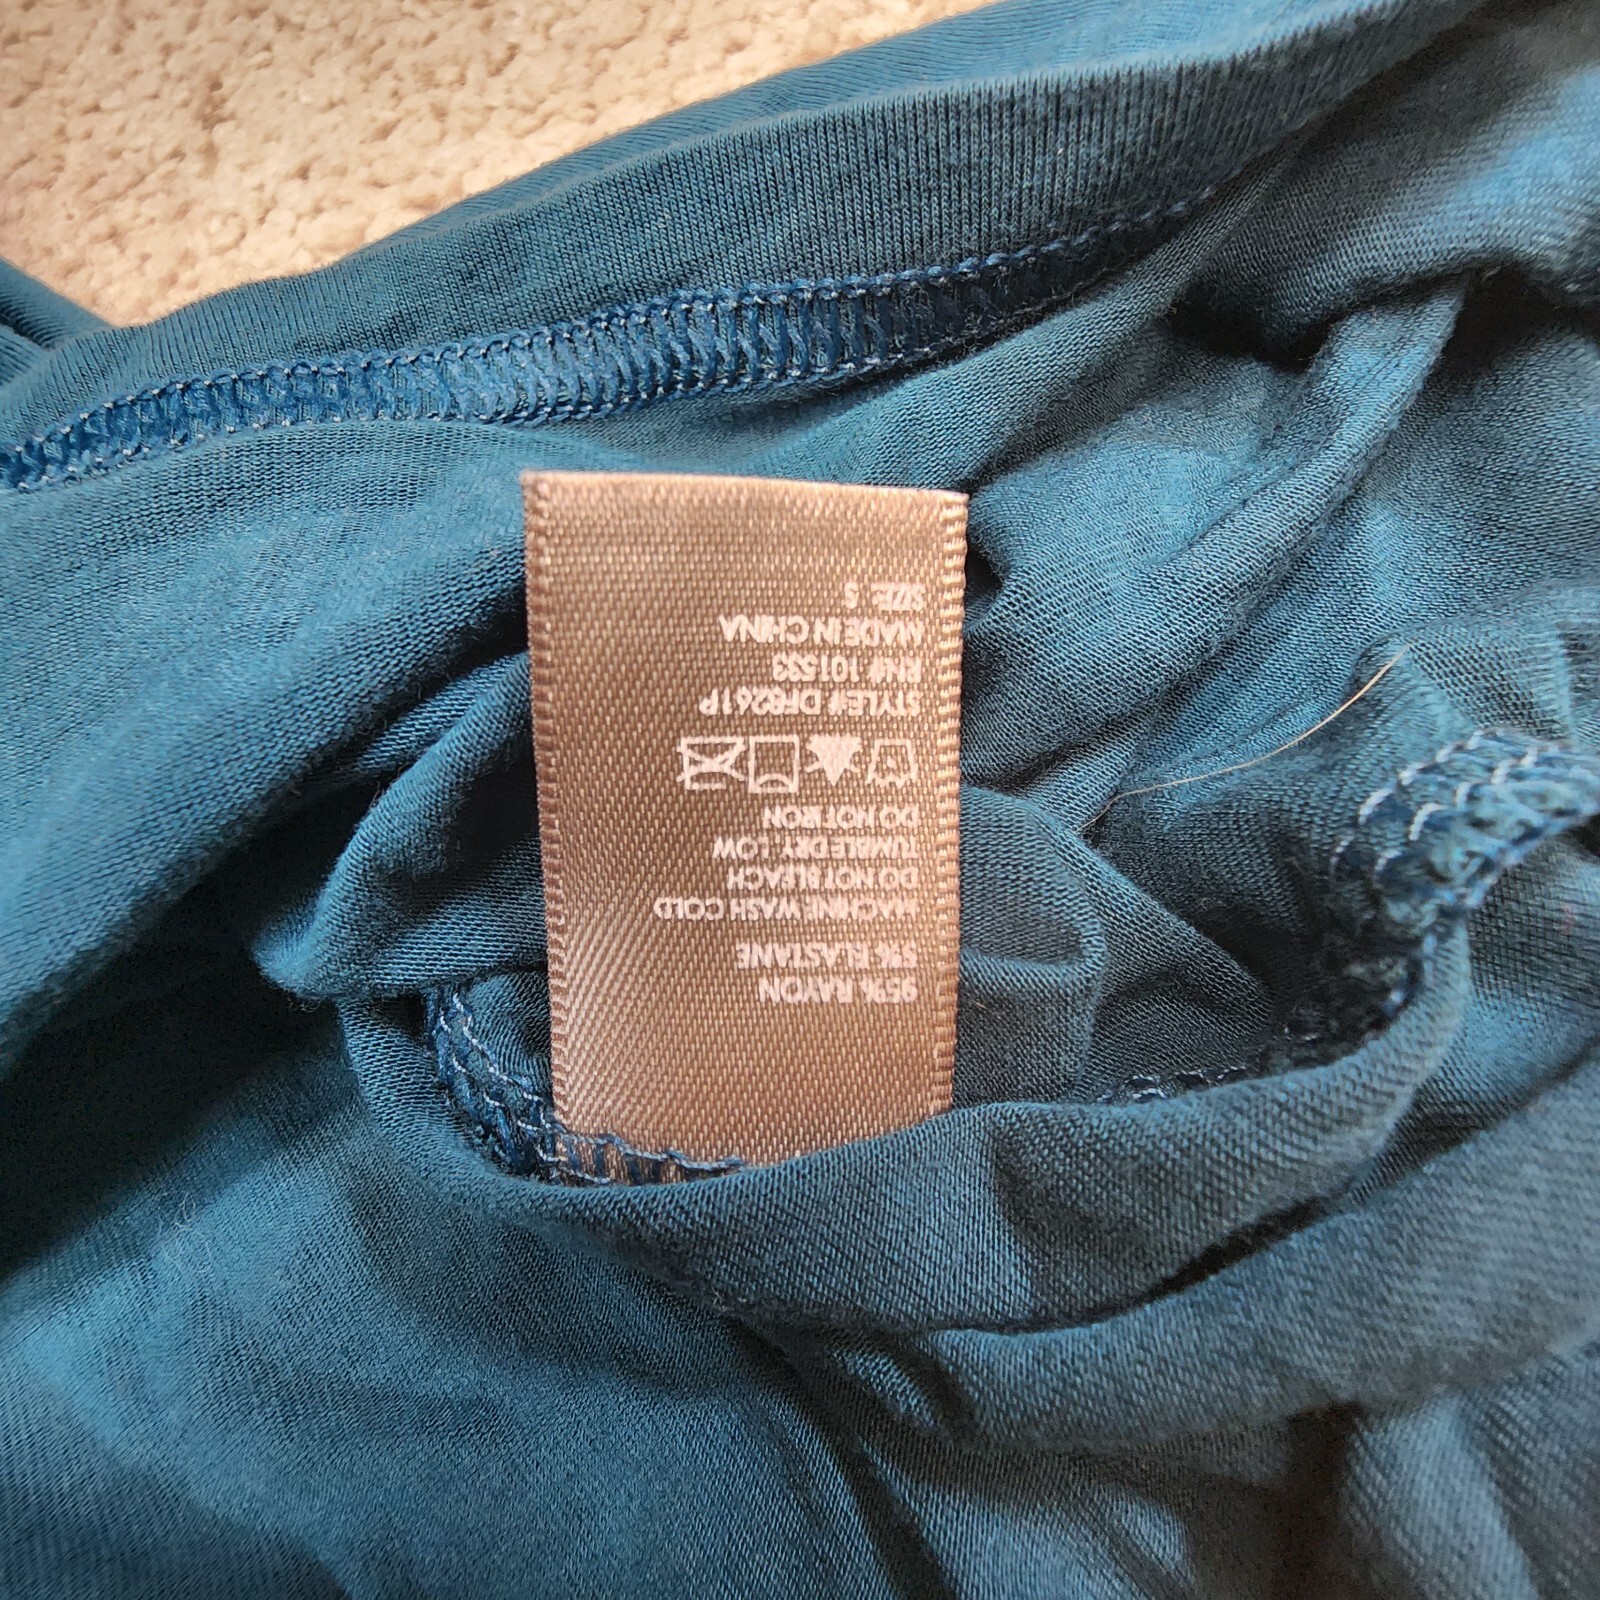 95% RAYON
5% ELASTANE
MACHINE WASH COLD
DO NOT BLEACH
TUMBLE DRY. LOW
DO NOT IRON
STYLE# DF8261P
RN# 101533
MADE IN CHINA
SIZE: S